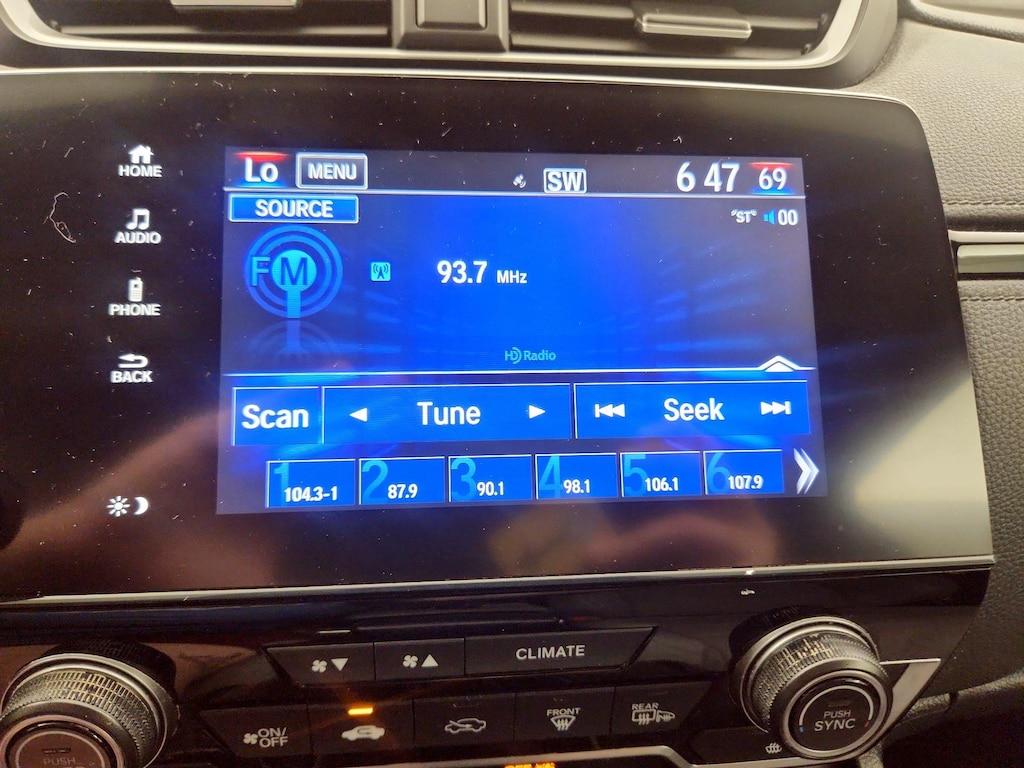 HOME
AUDIO
PHONE
BACK
Lo MENU SW 6 47 69
SOURCE
"ST" 00
FM
93.7 MHz
HD Radio
Scan Tune Seek
1 104.3-1 2 87.9 3 90.1 4 98.1 5 106.1 6 107.9
CLIMATE
ON/OFF
FRONT
REAR
PUSH
PUSH
SYNC